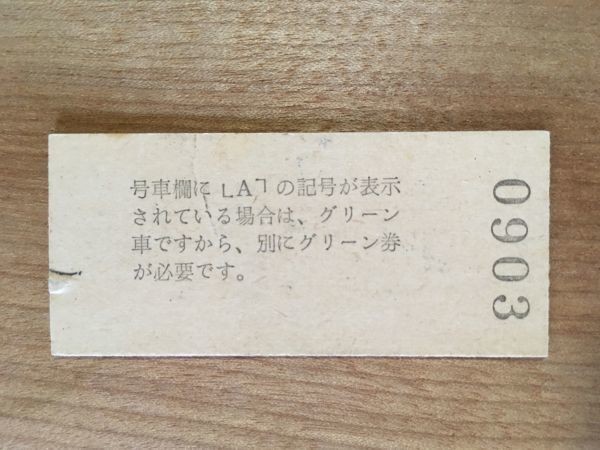 号車欄に「A」の記号が表示
されている場合は、グリーン
車ですから、別にグリーン券
が必要です。
0903